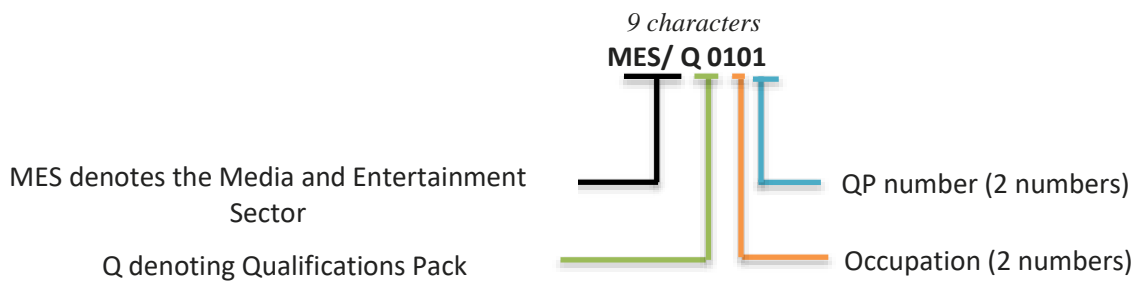 9 characters
MES/ Q 0101
MES denotes the Media and Entertainment
Sector
QP number (2 numbers)
Q denoting Qualifications Pack
Occupation (2 numbers)